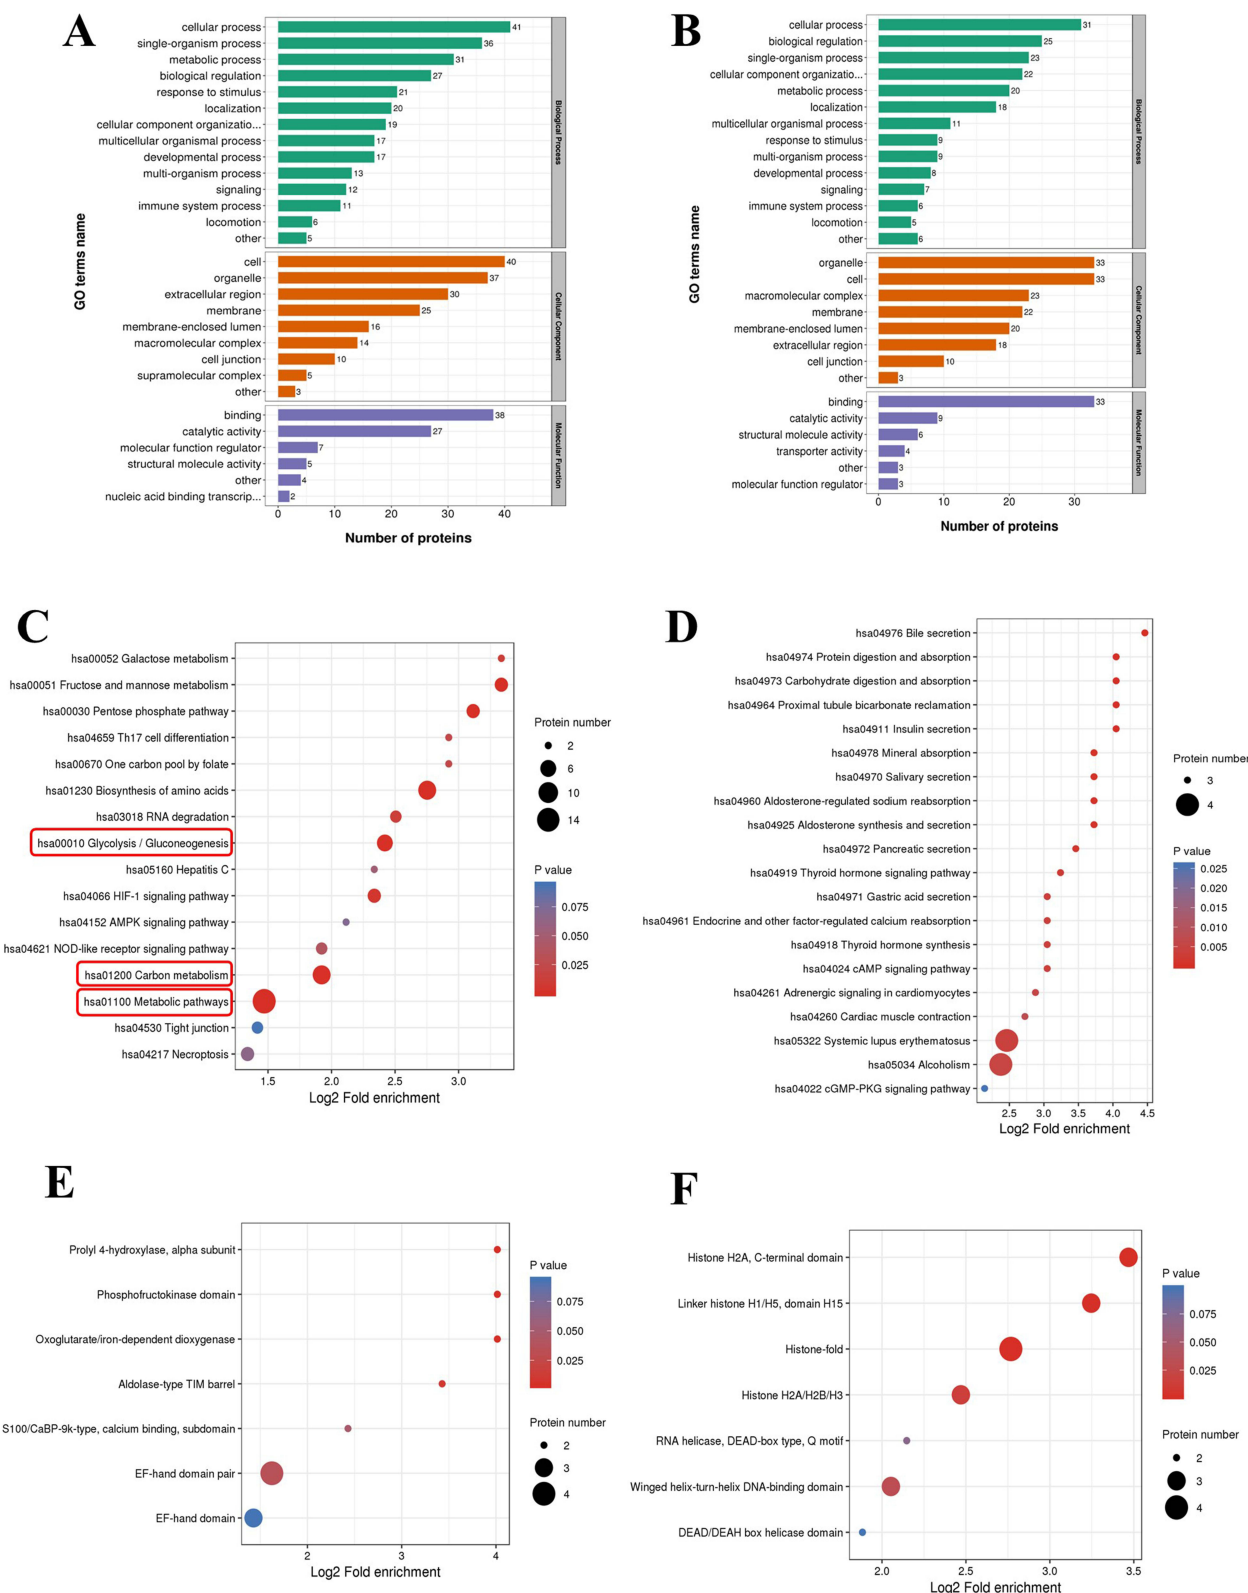 A
cellular process 41
single-organism process 36
metabolic process 31
biological regulation 27
response to stimulus 21
localization 20
cellular component organizatio... 19
multicellular organismal process 17
developmental process 17
multi-organism process 13
signaling 12
immune system process 11
locomotion 6
other 5
Biological Process
cell 40
organelle 37
extracellular region 30
membrane 25
membrane-enclosed lumen 16
macromolecular complex 14
cell junction 10
supramolecular complex 5
other 3
Cellular Component
binding 38
catalytic activity 27
molecular function regulator 7
structural molecule activity 5
other 4
nucleic acid binding transcrip... 2
Molecular Function
GO terms name
0 10 20 30 40
Number of proteins
B
cellular process 31
biological regulation 25
single-organism process 23
cellular component organizatio... 22
metabolic process 20
localization 18
multicellular organismal process 11
response to stimulus 9
multi-organism process 9
developmental process 8
signaling 7
immune system process 6
locomotion 5
other 6
Biological Process
organelle 33
cell 33
macromolecular complex 23
membrane 22
membrane-enclosed lumen 20
extracellular region 18
cell junction 10
other 3
Cellular Component
binding 33
catalytic activity 9
structural molecule activity 6
transporter activity 4
other 3
molecular function regulator 3
Molecular Function
GO terms name
0 10 20 30
Number of proteins
C
hsa00052 Galactose metabolism
hsa00051 Fructose and mannose metabolism
hsa00030 Pentose phosphate pathway
hsa04659 Th17 cell differentiation
hsa00670 One carbon pool by folate
hsa01230 Biosynthesis of amino acids
hsa03018 RNA degradation
hsa00010 Glycolysis / Gluconeogenesis
hsa05160 Hepatitis C
hsa04066 HIF-1 signaling pathway
hsa04152 AMPK signaling pathway
hsa04621 NOD-like receptor signaling pathway
hsa01200 Carbon metabolism
hsa01100 Metabolic pathways
hsa04530 Tight junction
hsa04217 Necroptosis
1.5 2.0 2.5 3.0
Log2 Fold enrichment
Protein number
2
6
10
14
P value
0.075
0.050
0.025
D
hsa04976 Bile secretion
hsa04974 Protein digestion and absorption
hsa04973 Carbohydrate digestion and absorption
hsa04964 Proximal tubule bicarbonate reclamation
hsa04911 Insulin secretion
hsa04978 Mineral absorption
hsa04970 Salivary secretion
hsa04960 Aldosterone-regulated sodium reabsorption
hsa04925 Aldosterone synthesis and secretion
hsa04972 Pancreatic secretion
hsa04919 Thyroid hormone signaling pathway
hsa04971 Gastric acid secretion
hsa04961 Endocrine and other factor-regulated calcium reabsorption
hsa04918 Thyroid hormone synthesis
hsa04024 cAMP signaling pathway
hsa04261 Adrenergic signaling in cardiomyocytes
hsa04260 Cardiac muscle contraction
hsa05322 Systemic lupus erythematosus
hsa05034 Alcoholism
hsa04022 cGMP-PKG signaling pathway
2.5 3.0 3.5 4.0 4.5
Log2 Fold enrichment
Protein number
3
4
P value
0.025
0.020
0.015
0.010
0.005
E
Prolyl 4-hydroxylase, alpha subunit
Phosphofructokinase domain
Oxoglutarate/iron-dependent dioxygenase
Aldolase-type TIM barrel
S100/CaBP-9k-type, calcium binding, subdomain
EF-hand domain pair
EF-hand domain
2 3 4
Log2 Fold enrichment
P value
0.075
0.050
0.025
Protein number
2
3
4
F
Histone H2A, C-terminal domain
Linker histone H1/H5, domain H15
Histone-fold
Histone H2A/H2B/H3
RNA helicase, DEAD-box type, Q motif
Winged helix-turn-helix DNA-binding domain
DEAD/DEAH box helicase domain
2.0 2.5 3.0 3.5
Log2 Fold enrichment
P value
0.075
0.050
0.025
Protein number
2
3
4